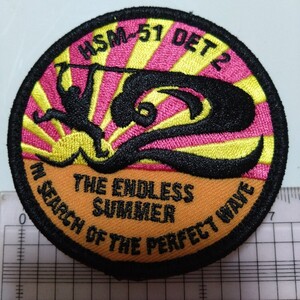 HSM-51 DET 2
THE ENDLESS
SUMMER
IN SEARCH OF THE PERFECT WAVE